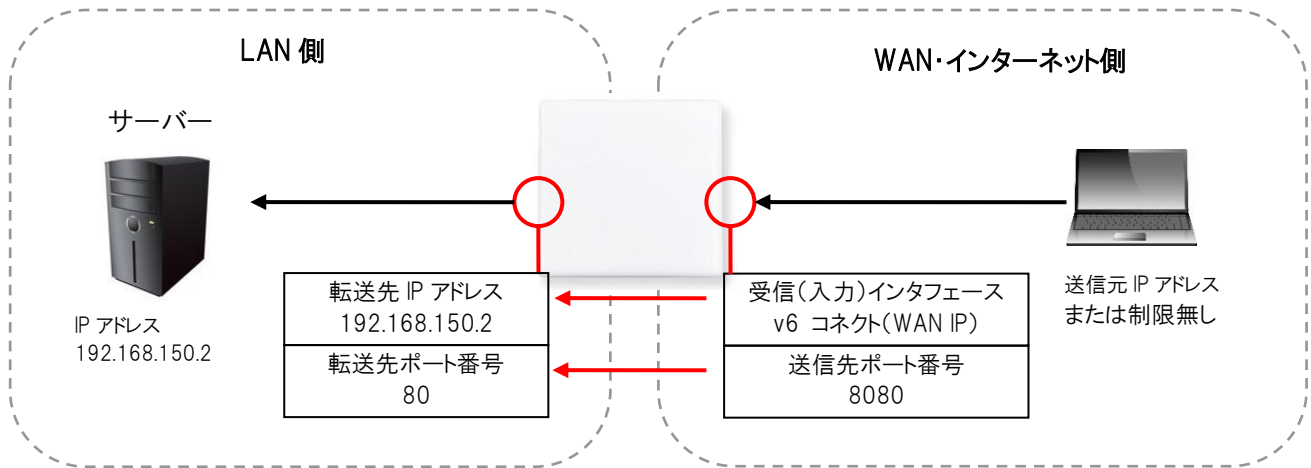 LAN 側
WAN・インターネット側
サーバー
IP アドレス
192.168.150.2
転送先 IP アドレス
192.168.150.2
転送先ポート番号
80
受信(入力)インタフェース
v6 コネクト(WAN IP)
送信先ポート番号
8080
送信元 IP アドレス
または制限無し